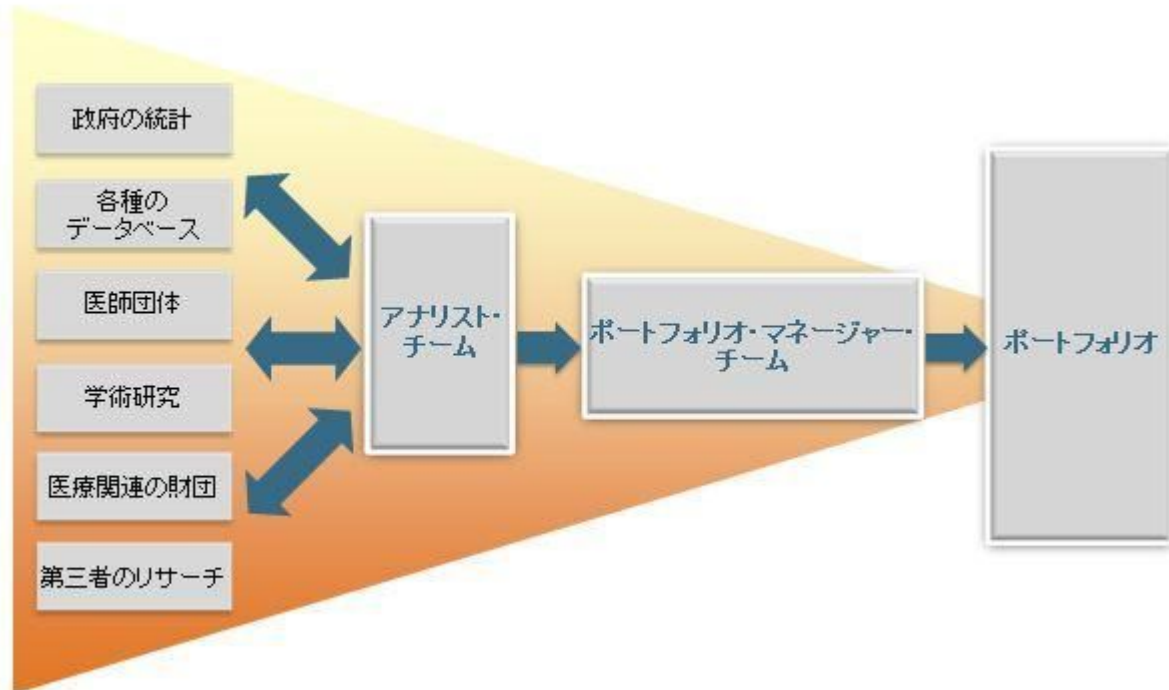 政府の統計
各種の
データベース
医師団体
学術研究
医療関連の財団
第三者のリサーチ
アナリスト・
チーム
ポートフォリオ・マネージャー・
チーム
ポートフォリオ